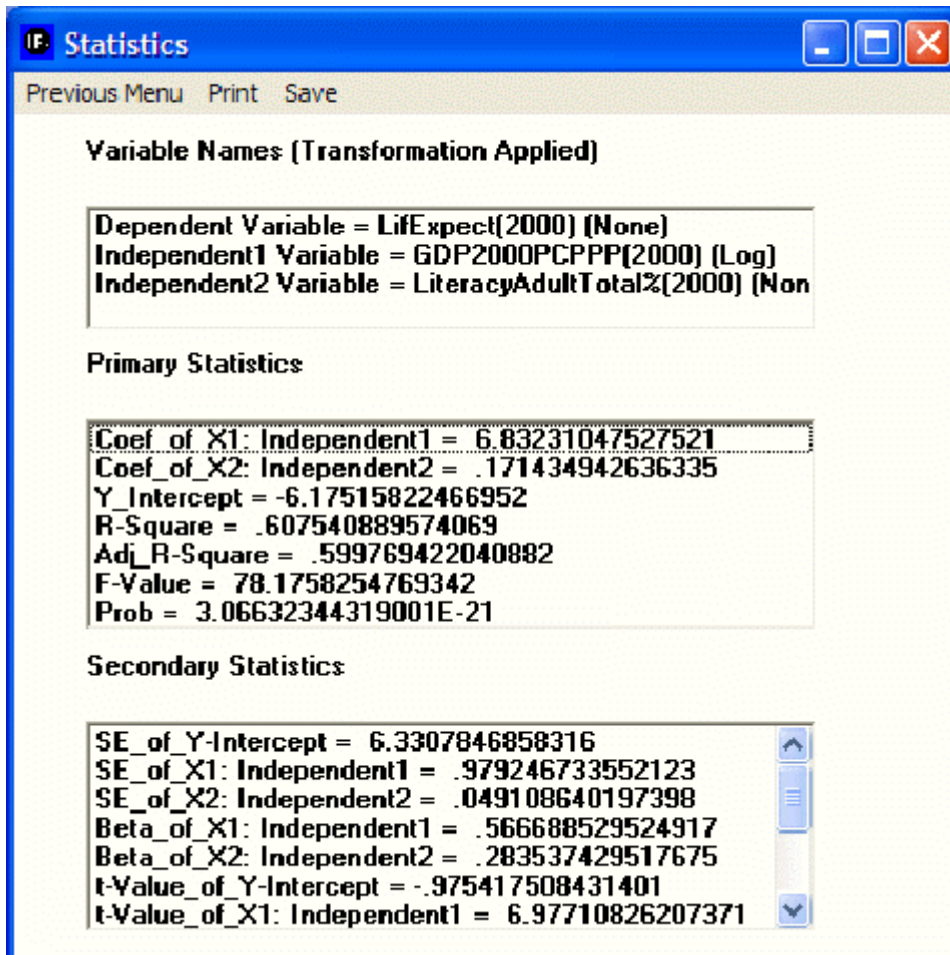 IF.
Statistics
Previous Menu Print Save
Variable Names (Transformation Applied)
Dependent Variable = LifExpect(2000) (None)
Independent1 Variable = GDP2000PCPPP(2000) (Log)
Independent2 Variable = LiteracyAdultTotal%(2000) (Non
Primary Statistics
Coef_of_X1: Independent1 = 6.83231047527521
Coef_of_X2: Independent2 = .171434942636335
Y_Intercept = -6.17515822466952
R-Square = .607540889574069
Adj_R-Square = .599769422040882
F-Value = 78.1758254769342
Prob = 3.06632344319001E-21
Secondary Statistics
SE_of_Y-Intercept = 6.3307846858316
SE_of_X1: Independent1 = .979246733552123
SE_of_X2: Independent2 = .049108640197398
Beta_of_X1: Independent1 = .566688529524917
Beta_of_X2: Independent2 = .283537429517675
t-Value_of_Y-Intercept = -.975417508431401
t-Value_of_X1: Independent1 = 6.97710826207371